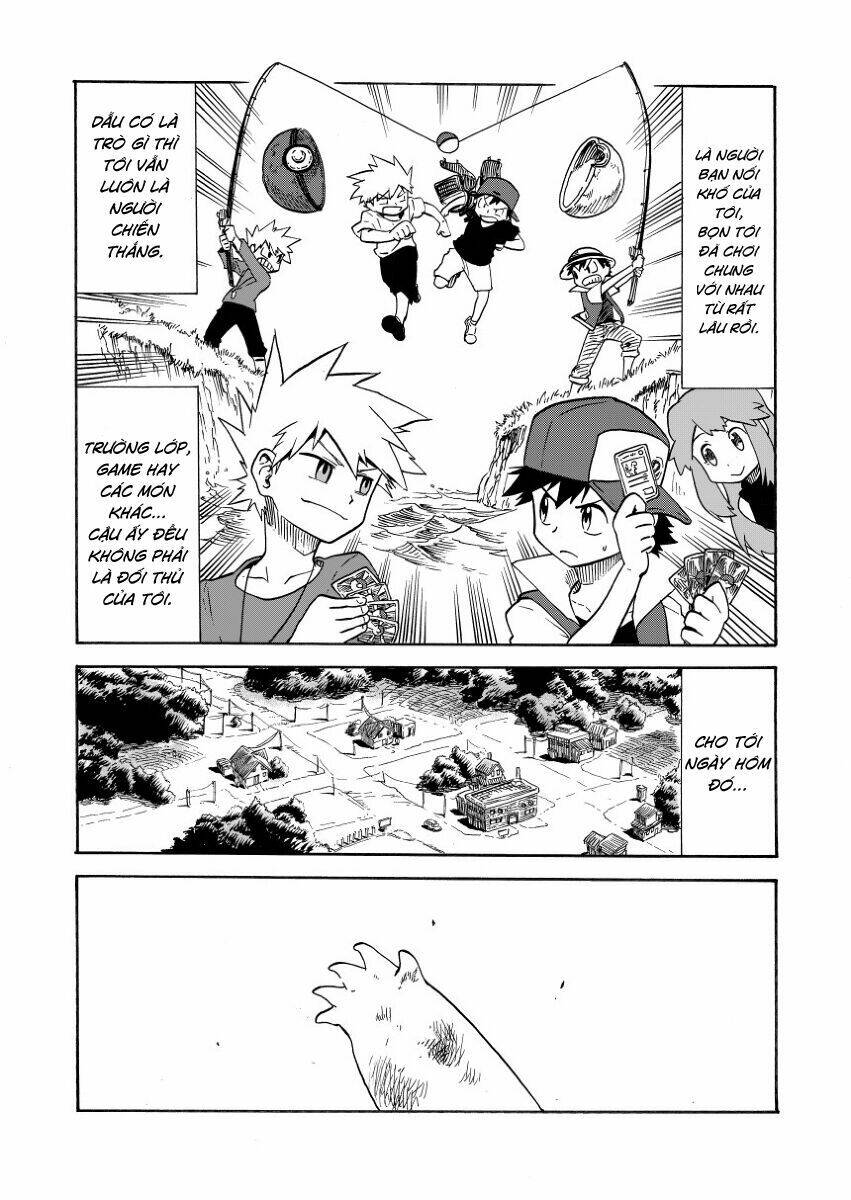 LÀ NGƯỜI
BẠN NỐI
KHỐ CỦA
TÔI,
BỌN TÔI
ĐÃ CHƠI
CHUNG
VỚI NHAU
TỪ RẤT
LÂU RỒI.
DẪU CÓ LÀ
TRÒ GÌ THÌ
TÔI VẪN
LUÔN LÀ
NGƯỜI
CHIẾN
THẮNG.
TRƯỜNG LỚP,
GAME HAY
CÁC MÓN
KHÁC...
CẬU ẤY ĐỀU
KHÔNG PHẢI
LÀ ĐỐI THỦ
CỦA TÔI.
CHO TỚI
NGÀY HÔM
ĐÓ...